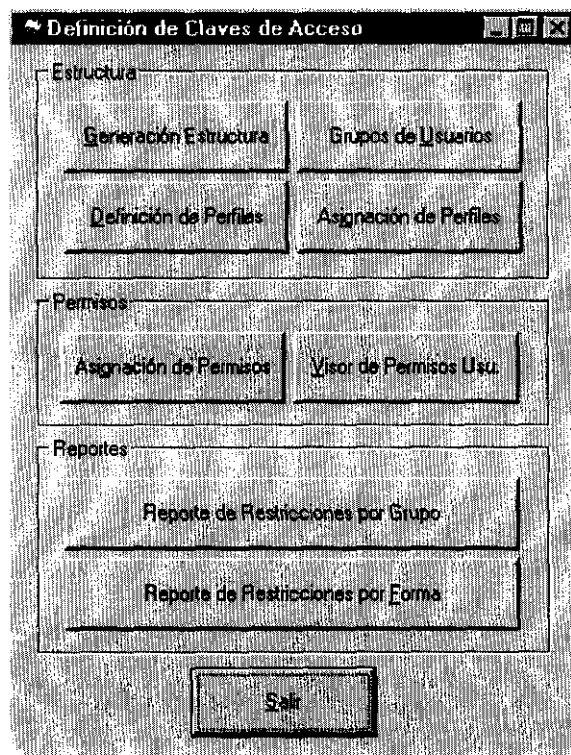 Definición de Claves de Acceso
Estructura
Generación Estructura
Grupos de Usuarios
Definición de Perfiles
Asignación de Perfiles
Permisos
Asignación de Permisos
Visor de Permisos Usu.
Reportes
Reporte de Restricciones por Grupo
Reporte de Restricciones por Forma
Salir